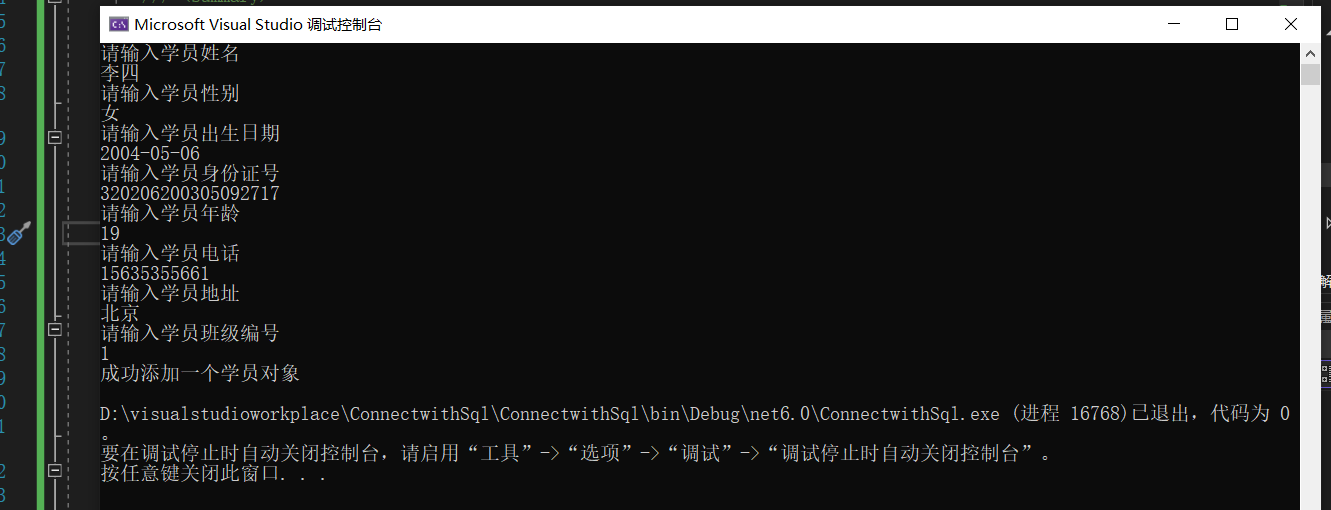 Microsoft Visual Studio 调试控制台
请输入学员姓名
李四
请输入学员性别
女
请输入学员出生日期
2004-05-06
请输入学员身份证号
320206200305092717
请输入学员年龄
19
请输入学员电话
15635355661
请输入学员地址
北京
请输入学员班级编号
1
成功添加一个学员对象
D:\visualstudioworkplace\ConnectwithSql\ConnectwithSql\bin\Debug\net6.0\ConnectwithSql.exe (进程 16768)已退出，代码为 0
。
要在调试停止时自动关闭控制台，请启用“工具”->“选项”->“调试”->“调试停止时自动关闭控制台”。
按任意键关闭此窗口. . .